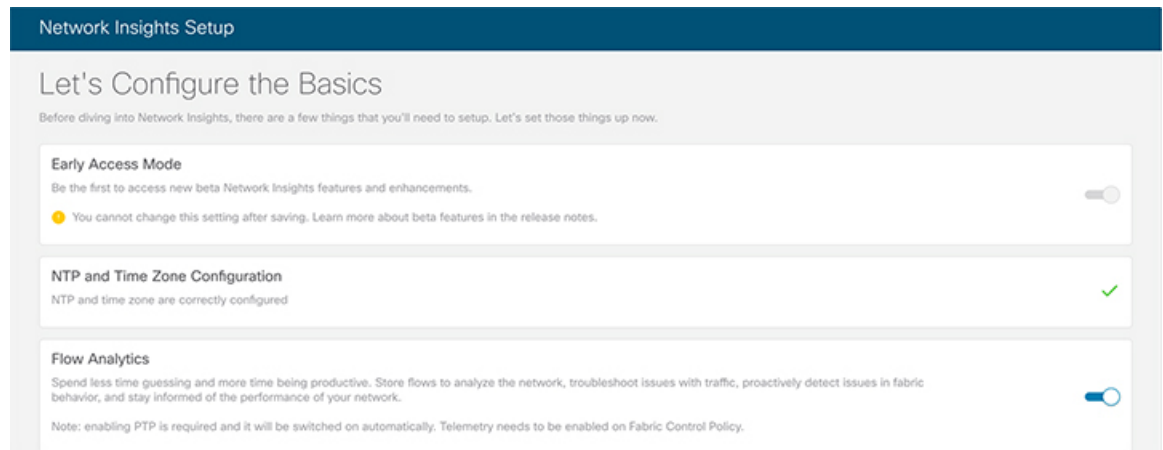 Network Insights Setup
Let's Configure the Basics
Before diving into Network Insights, there are a few things that you'll need to setup. Let's set those things up now.
Early Access Mode
Be the first to access new beta Network Insights features and enhancements.
You cannot change this setting after saving. Learn more about beta features in the release notes.
NTP and Time Zone Configuration
NTP and time zone are correctly configured
Flow Analytics
Spend less time guessing and more time being productive. Store flows to analyze the network, troubleshoot issues with traffic, proactively detect issues in fabric
behavior, and stay informed of the performance of your network.
Note: enabling PTP is required and it will be switched on automatically. Telemetry needs to be enabled on Fabric Control Policy.